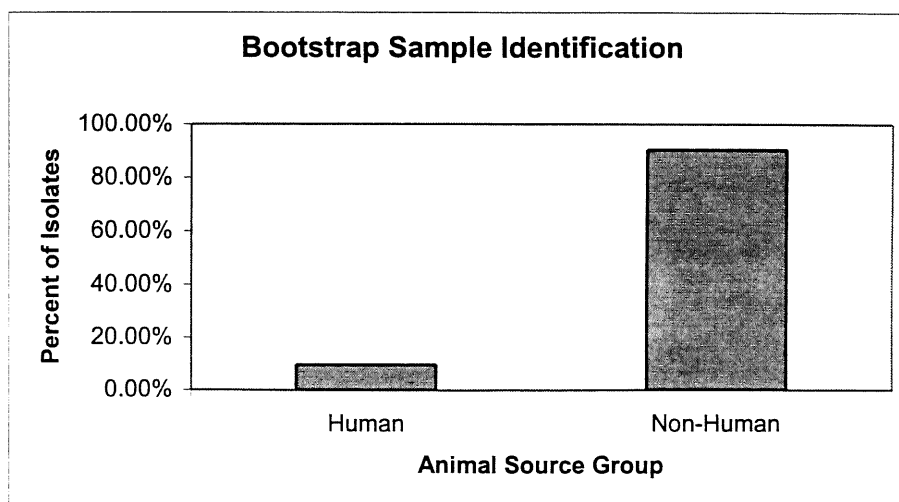 Bootstrap Sample Identification
100.00%
80.00%
60.00%
40.00%
20.00%
0.00%
Percent of Isolates
Human Non-Human
Animal Source Group